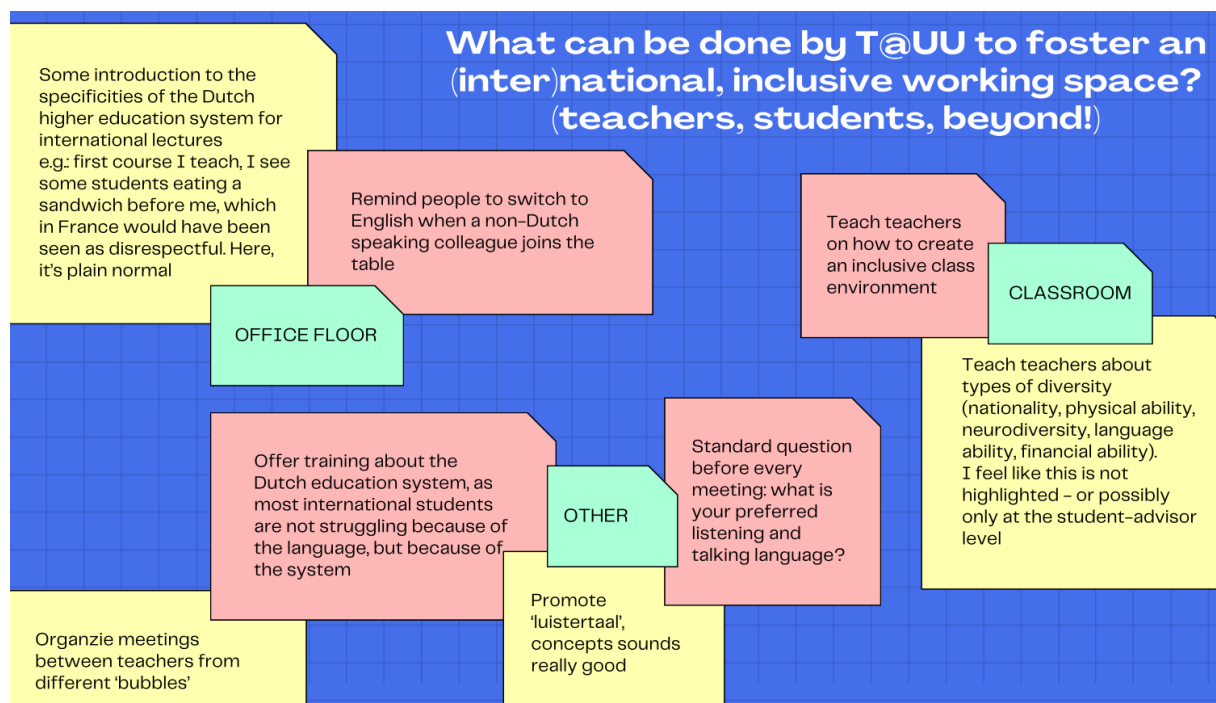 What can be done by T@UU to foster an
(inter)national, inclusive working space?
(teachers, students, beyond!)
Some introduction to the
specificities of the Dutch
higher education system for
international lectures
e.g.: first course I teach, I see
some students eating a
sandwich before me, which
in France would have been
seen as disrespectful. Here,
it's plain normal
Remind people to switch to
English when a non-Dutch
speaking colleague joins the
table
OFFICE FLOOR
Teach teachers
on how to create
an inclusive class
environment
CLASSROOM
Teach teachers about
types of diversity
(nationality, physical ability,
neurodiversity, language
ability, financial ability).
I feel like this is not
highlighted - or possibly
only at the student-advisor
level
Offer training about the
Dutch education system, as
most international students
are not struggling because of
the language, but because of
the system
OTHER
Standard question
before every
meeting: what is
your preferred
listening and
talking language?
Promote
'luistertaal',
concepts sounds
really good
Organzie meetings
between teachers from
different 'bubbles'